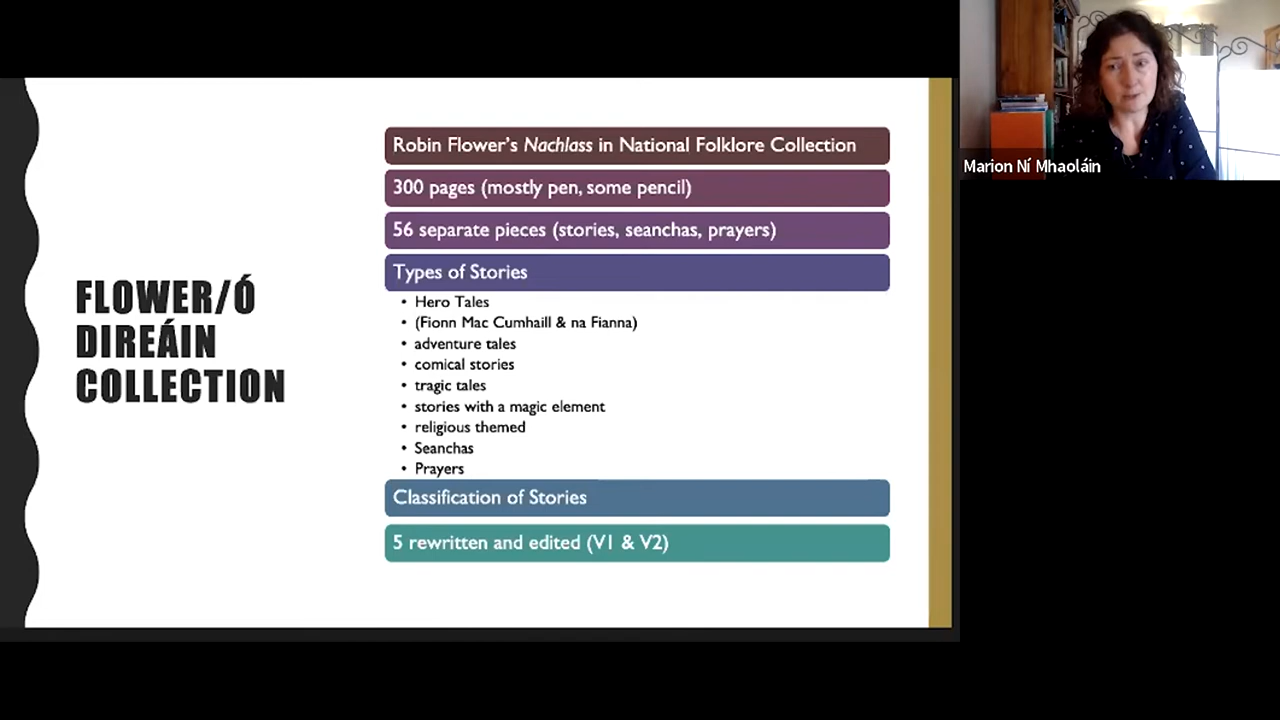 FLOWER/Ó
DIREÁIN
COLLECTION
Robin Flower's Nachlass in National Folklore Collection
300 pages (mostly pen, some pencil)
56 separate pieces (stories, seanchas, prayers)
Types of Stories
• Hero Tales
• (Fionn Mac Cumhaill & na Fianna)
• adventure tales
• comical stories
• tragic tales
• stories with a magic element
• religious themed
• Seanchas
• Prayers
Classification of Stories
5 rewritten and edited (V1 & V2)
Marion Ní Mhaoláin